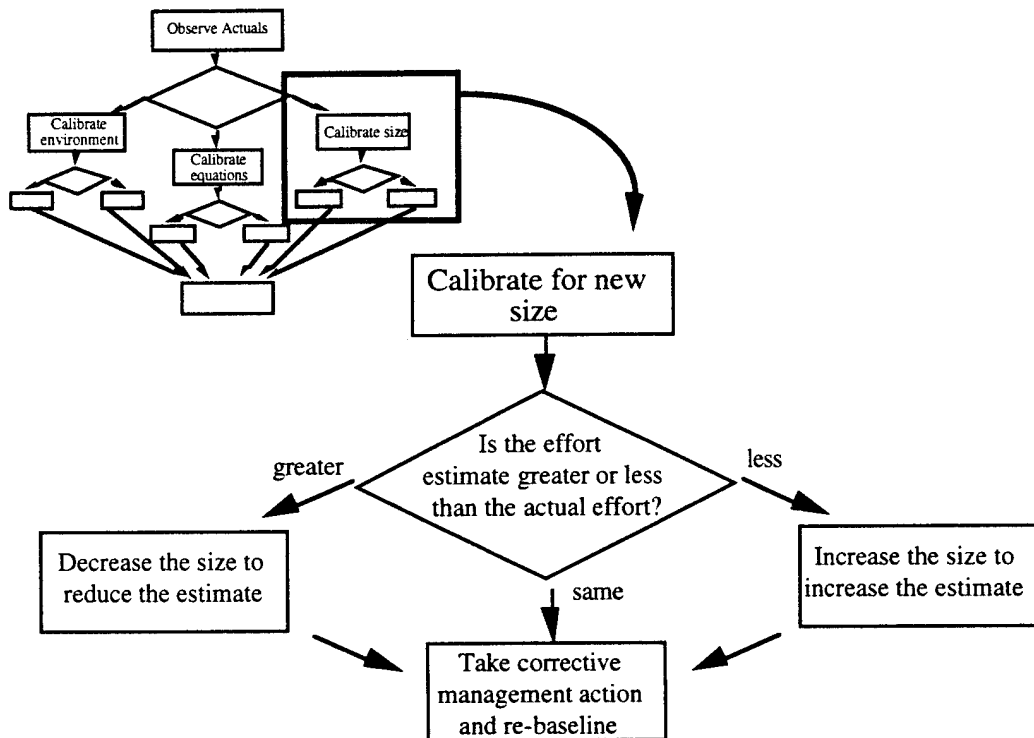 Observe Actuals
Calibrate
environment
Calibrate size
Calibrate
equations
Calibrate for new
size
Is the effort
estimate greater or less
than the actual effort?
greater
less
Decrease the size to
reduce the estimate
Increase the size to
increase the estimate
same
Take corrective
management action
and re-baseline